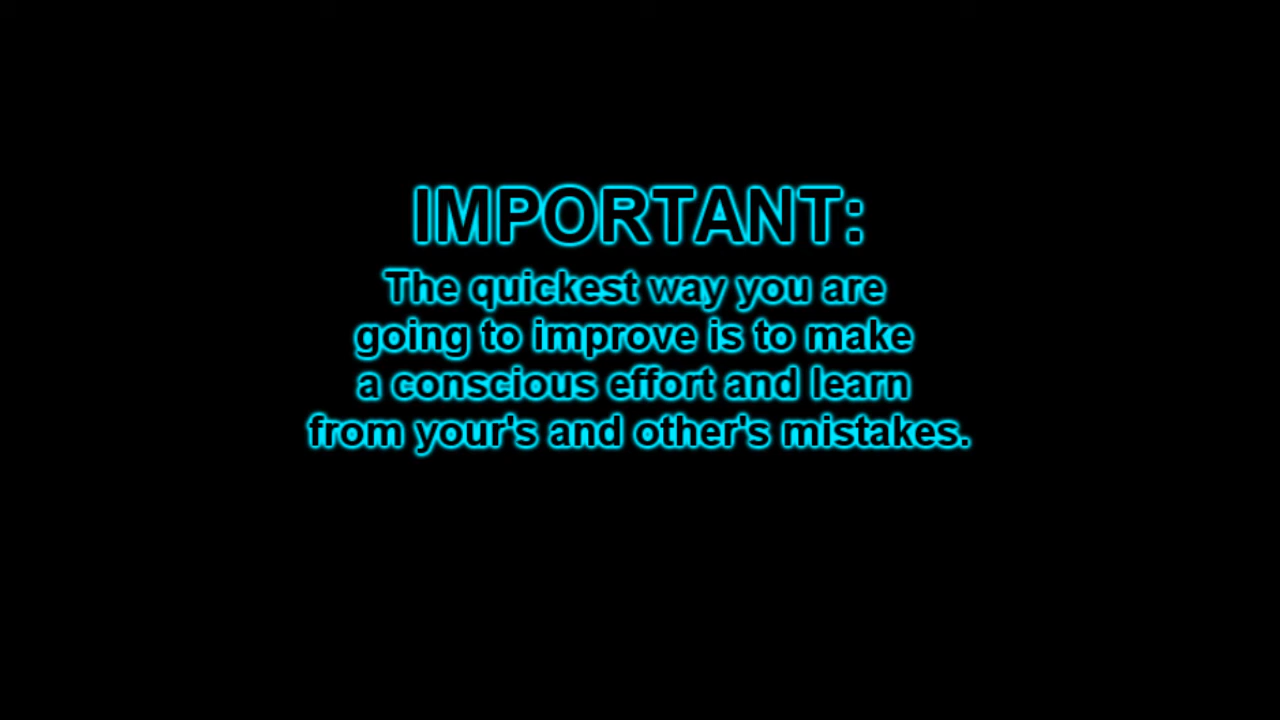 IMPORTANT:
The quickest way you are
going to improve is to make
a conscious effort and learn
from your's and other's mistakes.